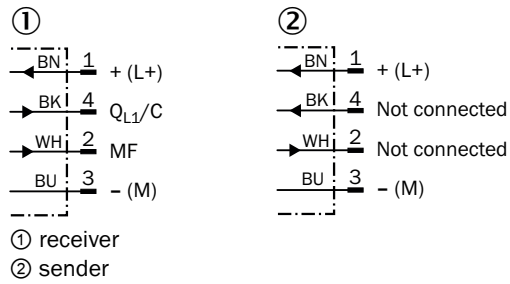 ① ②
BN 1 + (L+) BN 1 + (L+)
BK 4 Q_L1/C BK 4 Not connected
WH 2 MF WH 2 Not connected
BU 3 − (M) BU 3 − (M)
① receiver
② sender